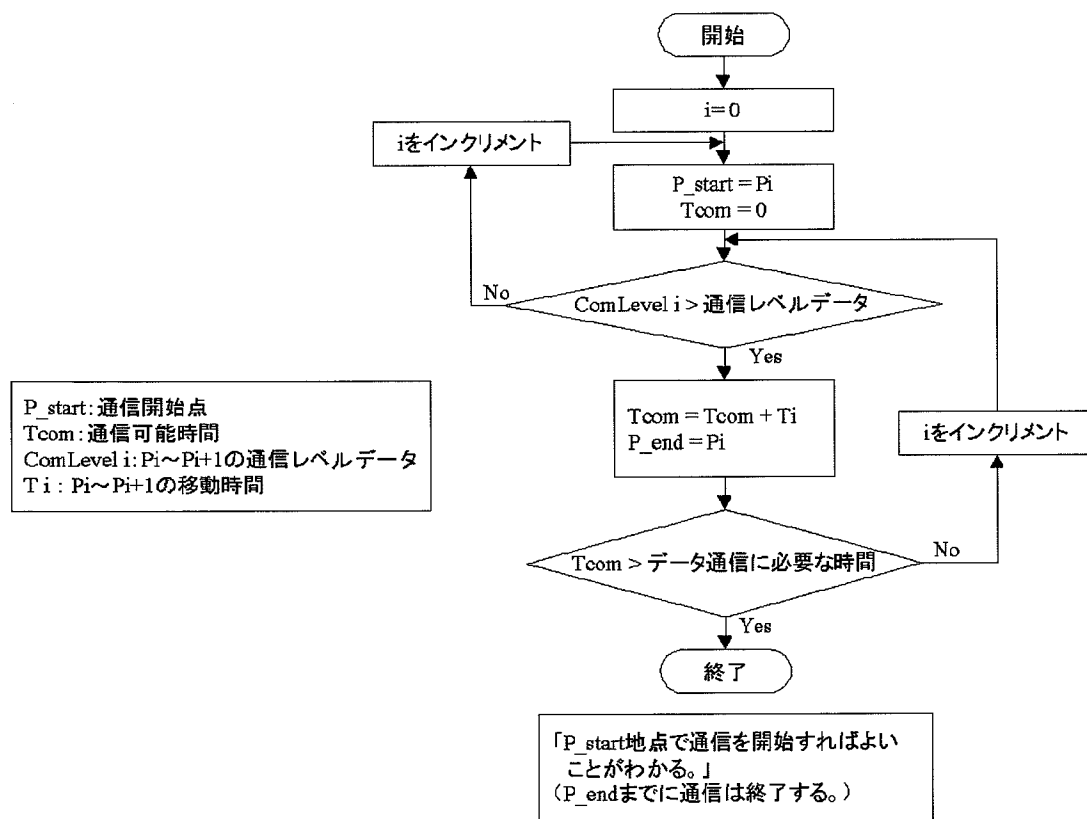 開始
i=0
iをインクリメント
P_start = Pi
Tcom = 0
No
ComLevel i > 通信レベルデータ
Yes
P_start:通信開始点
Tcom:通信可能時間
ComLevel i:Pi～Pi+1の通信レベルデータ
T i : Pi～Pi+1の移動時間
Tcom = Tcom + Ti
P_end = Pi
iをインクリメント
Tcom > データ通信に必要な時間
No
Yes
終了
「P_start地点で通信を開始すればよい
ことがわかる。」
（P_endまでに通信は終了する。）